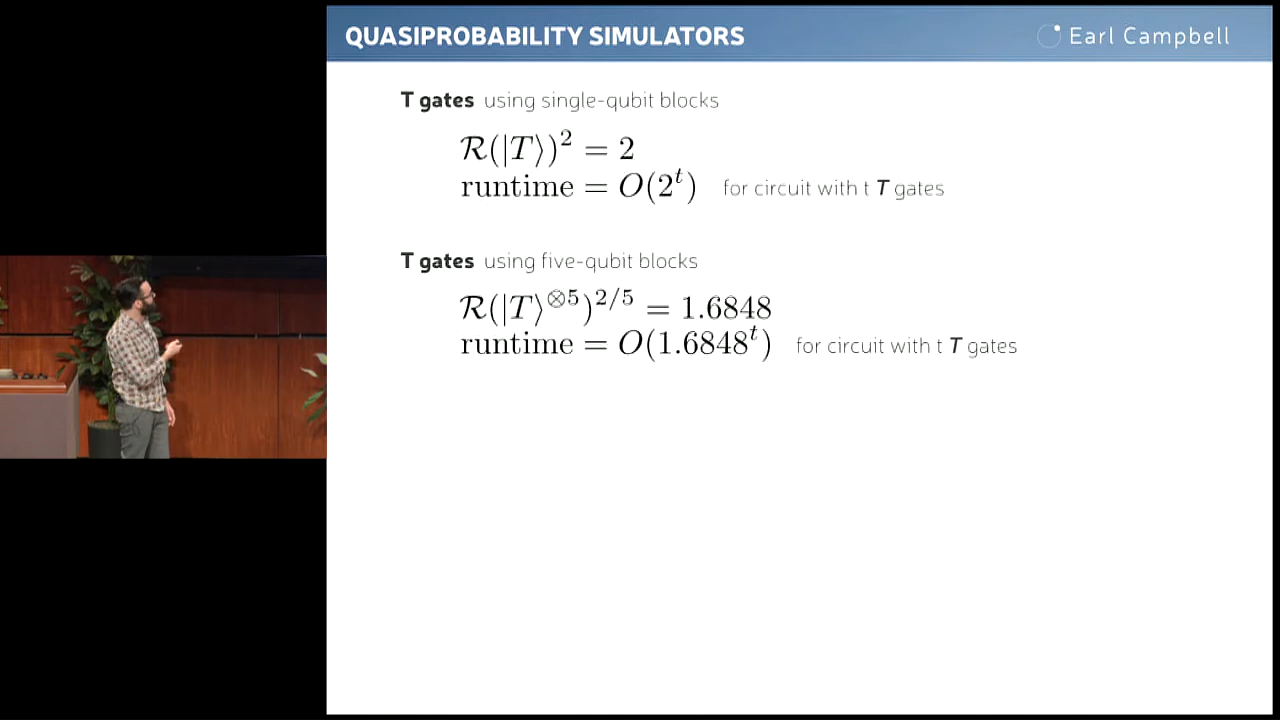 QUASIPROBABILITY SIMULATORS
Earl Campbell
T gates using single-qubit blocks
ℛ(|T⟩)² = 2
runtime = O(2ᵗ) for circuit with t T gates
T gates using five-qubit blocks
ℛ(|T⟩^{⊗5})^{2/5} = 1.6848
runtime = O(1.6848ᵗ) for circuit with t T gates